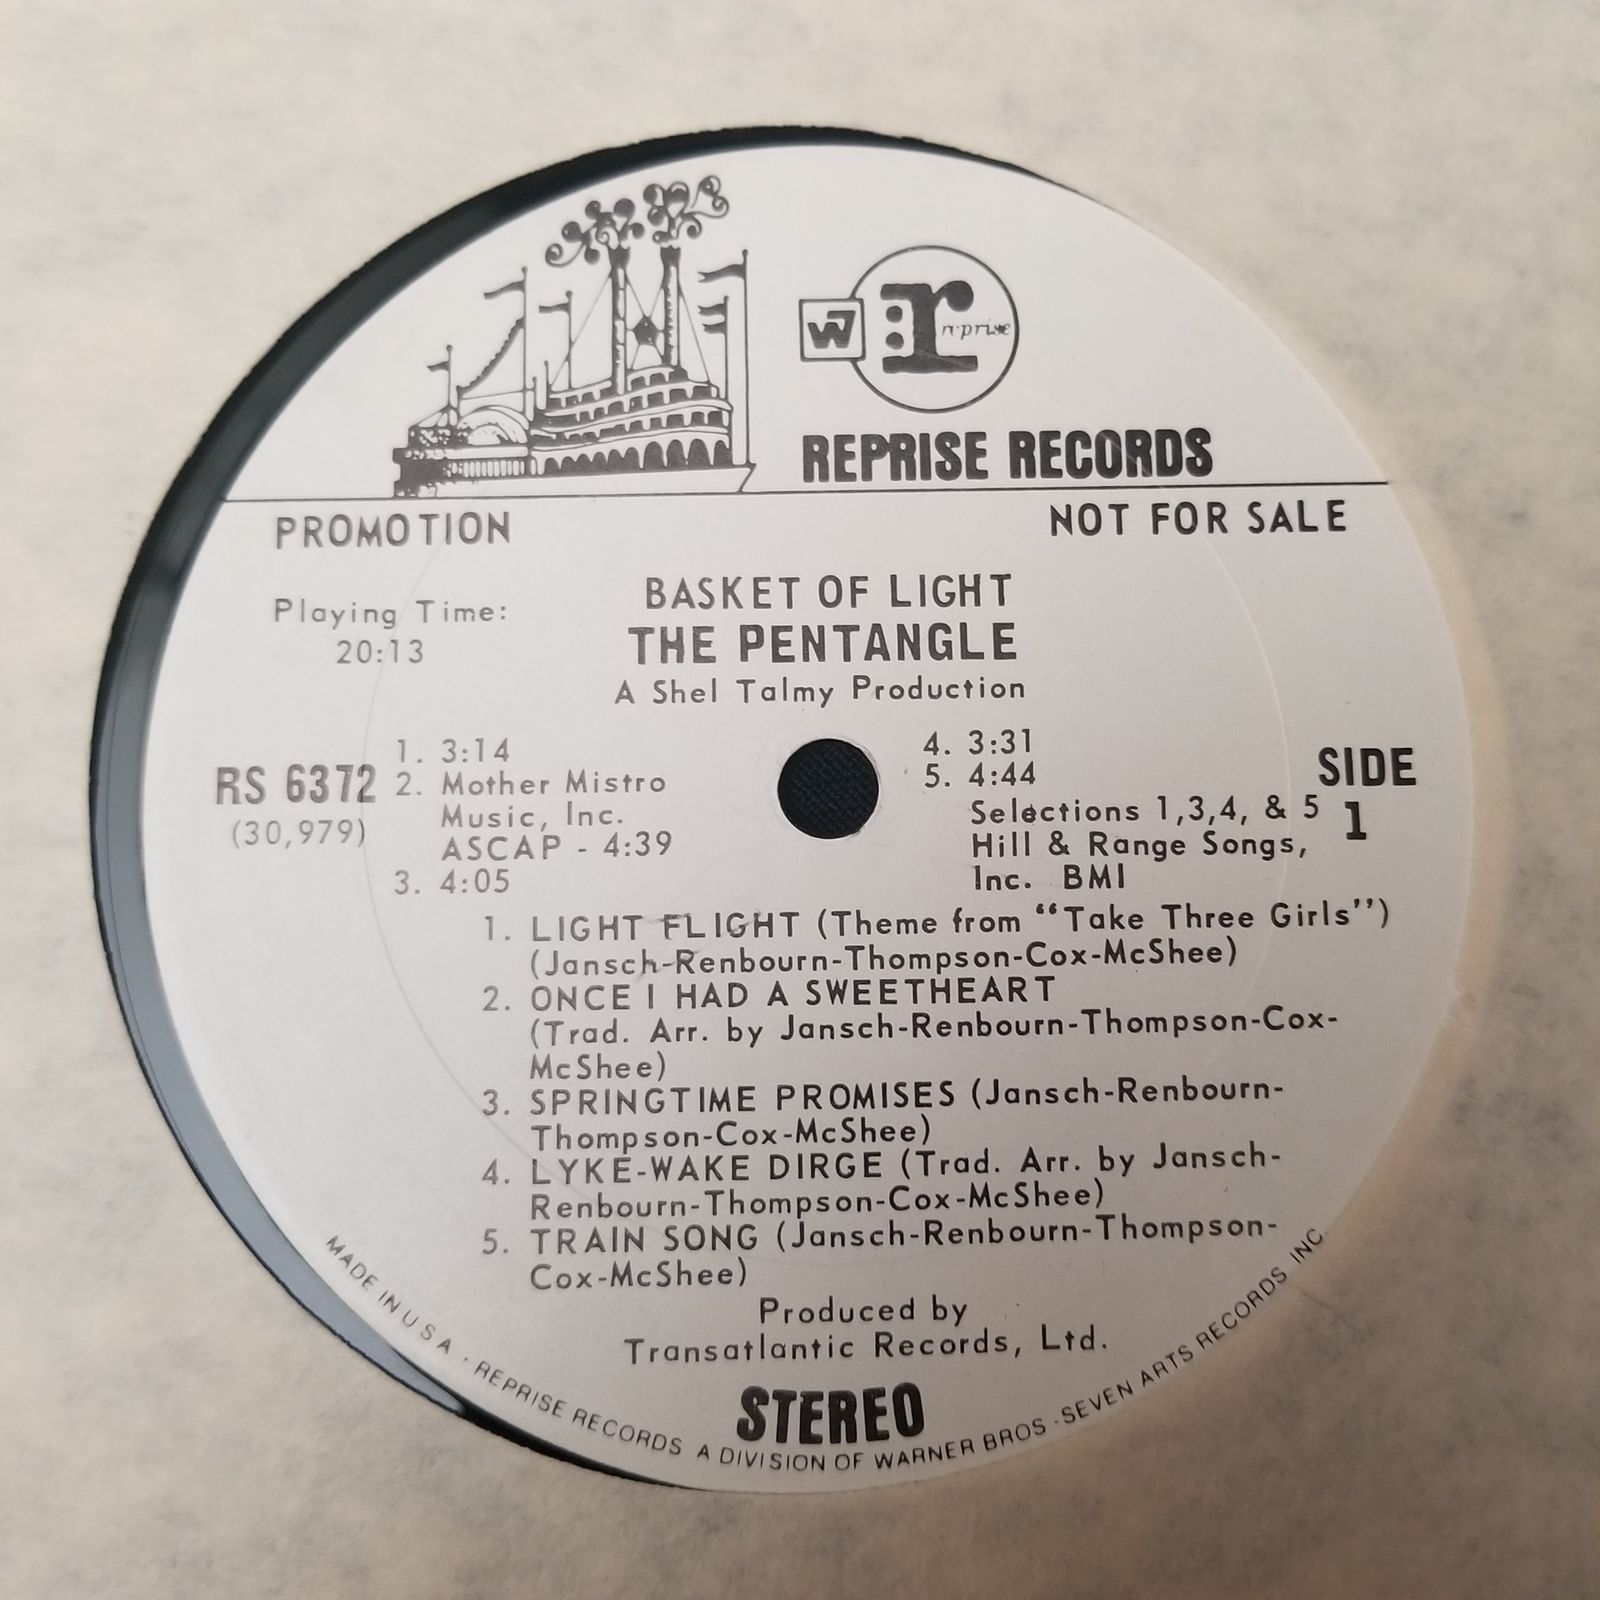 W7
r: reprise
REPRISE RECORDS
PROMOTION
NOT FOR SALE
BASKET OF LIGHT
THE PENTANGLE
A Shel Talmy Production
Playing Time:
20:13
RS 6372
(30,979)
1. 3:14
2. Mother Mistro
Music, Inc.
ASCAP - 4:39
3. 4:05
4. 3:31
5. 4:44
Selections 1,3,4, & 5
Hill & Range Songs,
Inc. BMI
SIDE
1
1. LIGHT FLIGHT (Theme from “Take Three Girls”)
(Jansch-Renbourn-Thompson-Cox-McShee)
2. ONCE I HAD A SWEETHEART
(Trad. Arr. by Jansch-Renbourn-Thompson-Cox-
McShee)
3. SPRINGTIME PROMISES (Jansch-Renbourn-
Thompson-Cox-McShee)
4. LYKE-WAKE DIRGE (Trad. Arr. by Jansch-
Renbourn-Thompson-Cox-McShee)
5. TRAIN SONG (Jansch-Renbourn-Thompson-
Cox-McShee)
Produced by
Transatlantic Records, Ltd.
STEREO
MADE IN U S A · REPRISE RECORDS A DIVISION OF WARNER BROS - SEVEN ARTS RECORDS INC.